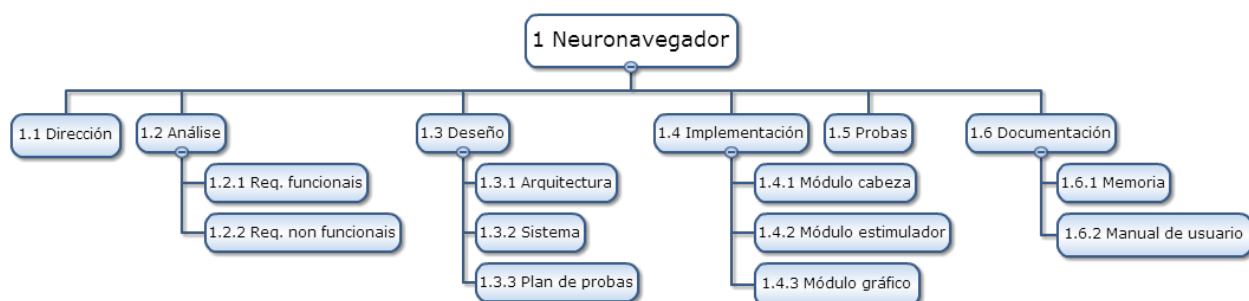 1 Neuronavegador
1.1 Dirección
1.2 Análise
1.3 Deseño
1.4 Implementación
1.5 Probas
1.6 Documentación
1.2.1 Req. funcionais
1.2.2 Req. non funcionais
1.3.1 Arquitectura
1.3.2 Sistema
1.3.3 Plan de probas
1.4.1 Módulo cabeza
1.4.2 Módulo estimulador
1.4.3 Módulo gráfico
1.6.1 Memoria
1.6.2 Manual de usuario